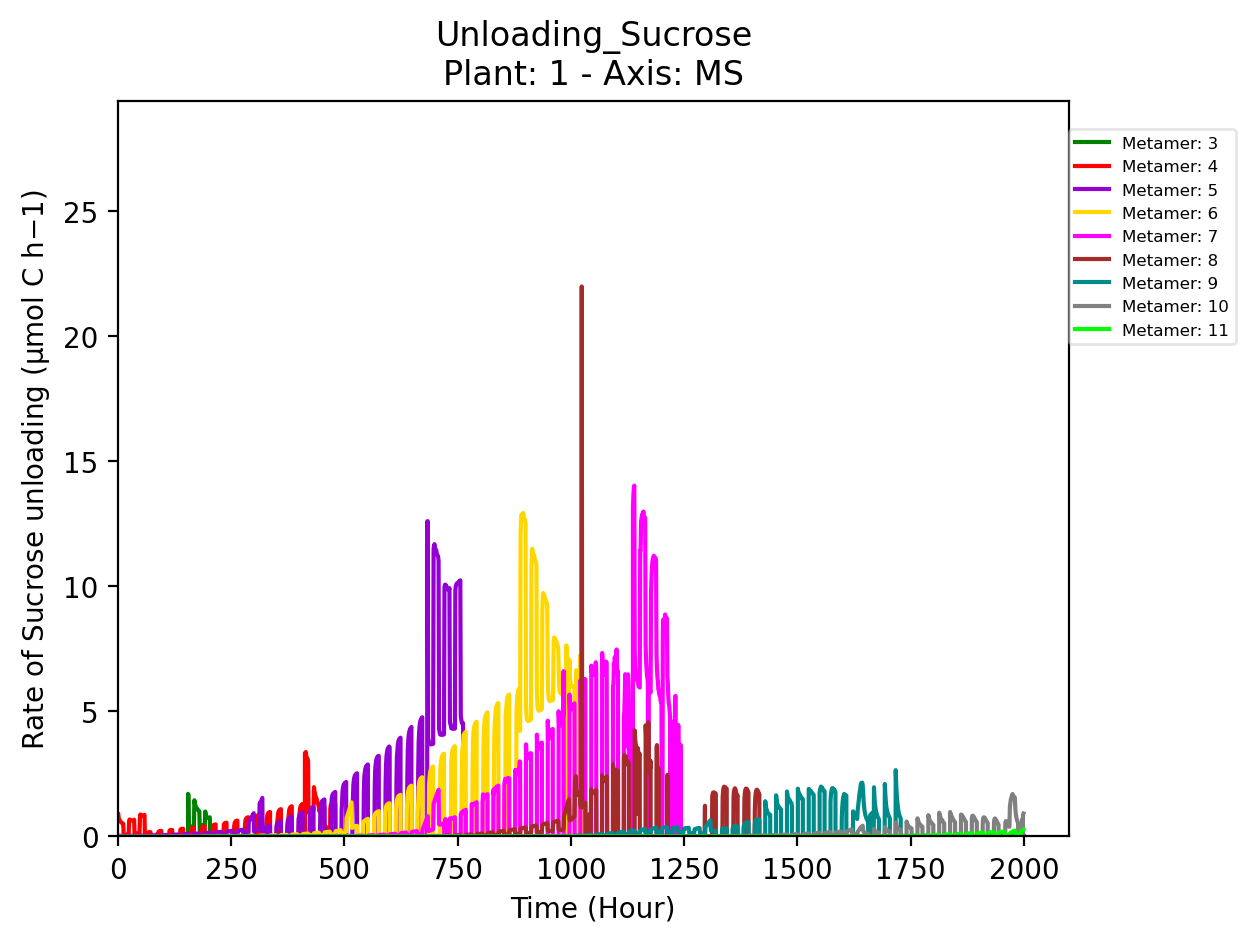 Unloading_Sucrose
Plant: 1 - Axis: MS
Rate of Sucrose unloading (µmol C h−1)
25
20
15
10
5
0
0 250 500 750 1000 1250 1500 1750 2000
Time (Hour)
Metamer: 3
Metamer: 4
Metamer: 5
Metamer: 6
Metamer: 7
Metamer: 8
Metamer: 9
Metamer: 10
Metamer: 11